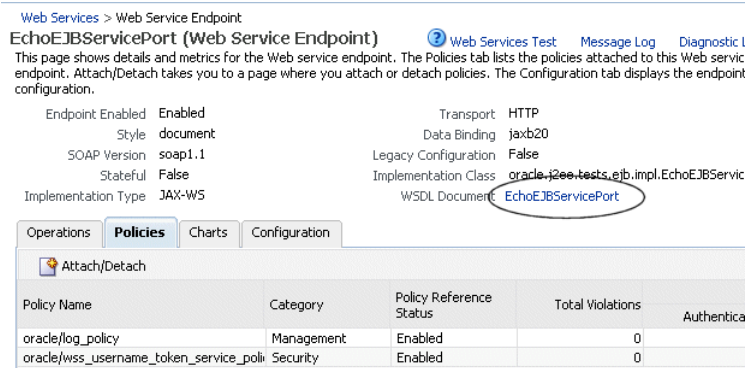 Web Services > Web Service Endpoint
EchoEJBServicePort (Web Service Endpoint)
Web Services Test Message Log Diagnostic
This page shows details and metrics for the Web service endpoint. The Policies tab lists the policies attached to this Web
endpoint. Attach/Detach takes you to a page where you attach or detach policies. The Configuration tab displays the endpoint
configuration.
Endpoint Enabled Enabled Transport HTTP
Style document Data Binding jaxb20
SOAP Version soap1.1 Legacy Configuration False
Stateful False Implementation Class oracle.j2ee.tests.ejb.impl.EchoEJBServic
Implementation Type JAX-WS WSDL Document EchoEJBServicePort
Operations Policies Charts Configuration
Attach/Detach
Policy Name Category Policy Reference Status Total Violations Authentica
oracle/log_policy Management Enabled 0
oracle/wss_username_token_service_poli Security Enabled 0